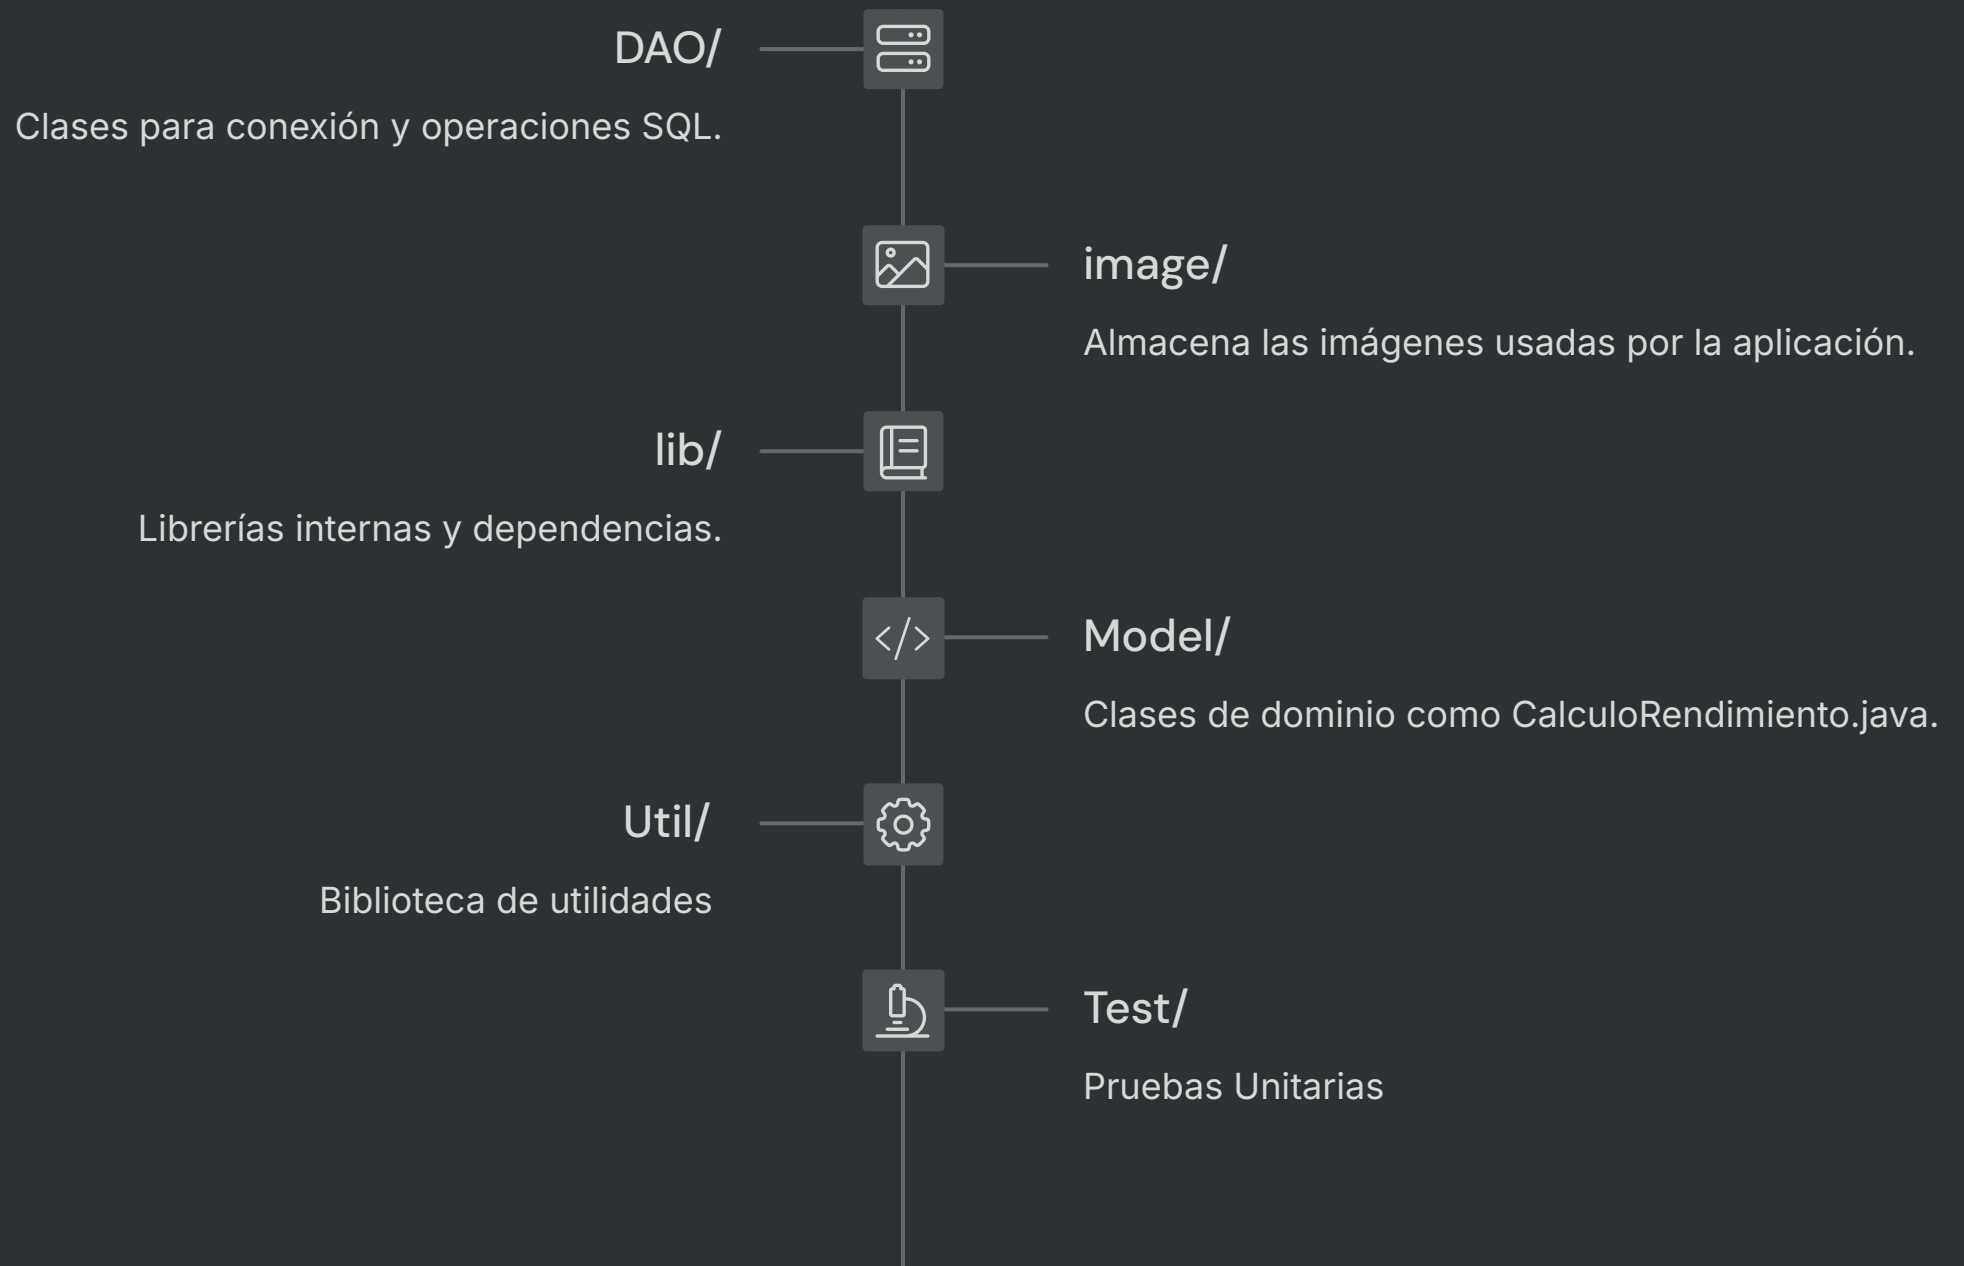 DAO/
Clases para conexión y operaciones SQL.
image/
Almacena las imágenes usadas por la aplicación.
lib/
Librerías internas y dependencias.
Model/
Clases de dominio como CalculoRendimiento.java.
Util/
Biblioteca de utilidades
Test/
Pruebas Unitarias